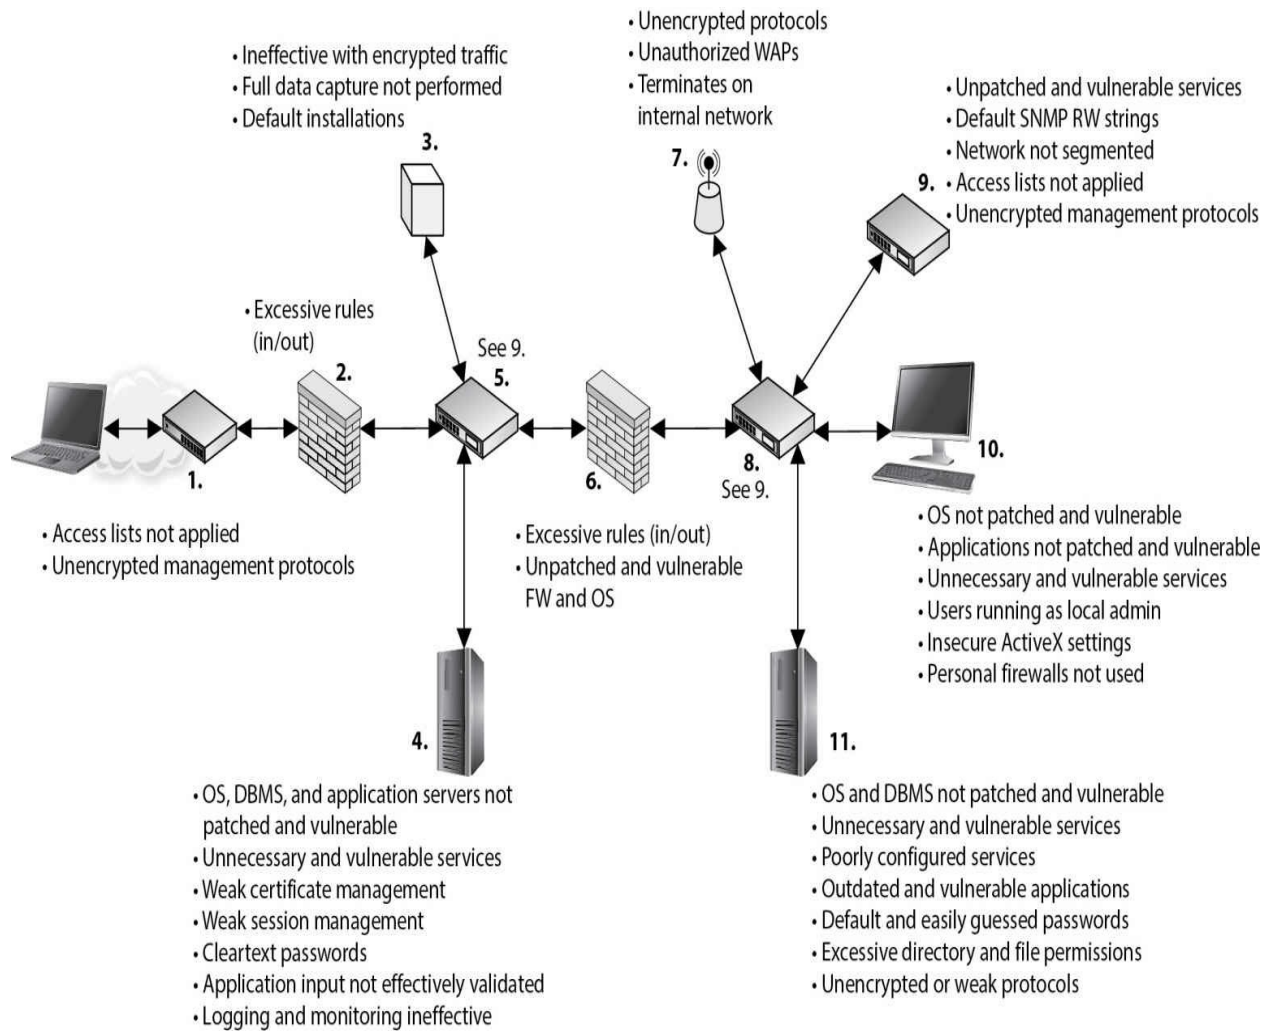 • Ineffective with encrypted traffic
• Full data capture not performed
• Default installations
3.
• Unencrypted protocols
• Unauthorized WAPs
• Terminates on
internal network
7.
• Unpatched and vulnerable services
• Default SNMP RW strings
• Network not segmented
9. • Access lists not applied
• Unencrypted management protocols
• Excessive rules
(in/out)
2.
See 9.
5.
1.
6.
8.
See 9.
10.
• Access lists not applied
• Unencrypted management protocols
• Excessive rules (in/out)
• Unpatched and vulnerable
FW and OS
• OS not patched and vulnerable
• Applications not patched and vulnerable
• Unnecessary and vulnerable services
• Users running as local admin
• Insecure ActiveX settings
• Personal firewalls not used
4.
11.
• OS, DBMS, and application servers not
patched and vulnerable
• Unnecessary and vulnerable services
• Weak certificate management
• Weak session management
• Cleartext passwords
• Application input not effectively validated
• Logging and monitoring ineffective
• OS and DBMS not patched and vulnerable
• Unnecessary and vulnerable services
• Poorly configured services
• Outdated and vulnerable applications
• Default and easily guessed passwords
• Excessive directory and file permissions
• Unencrypted or weak protocols